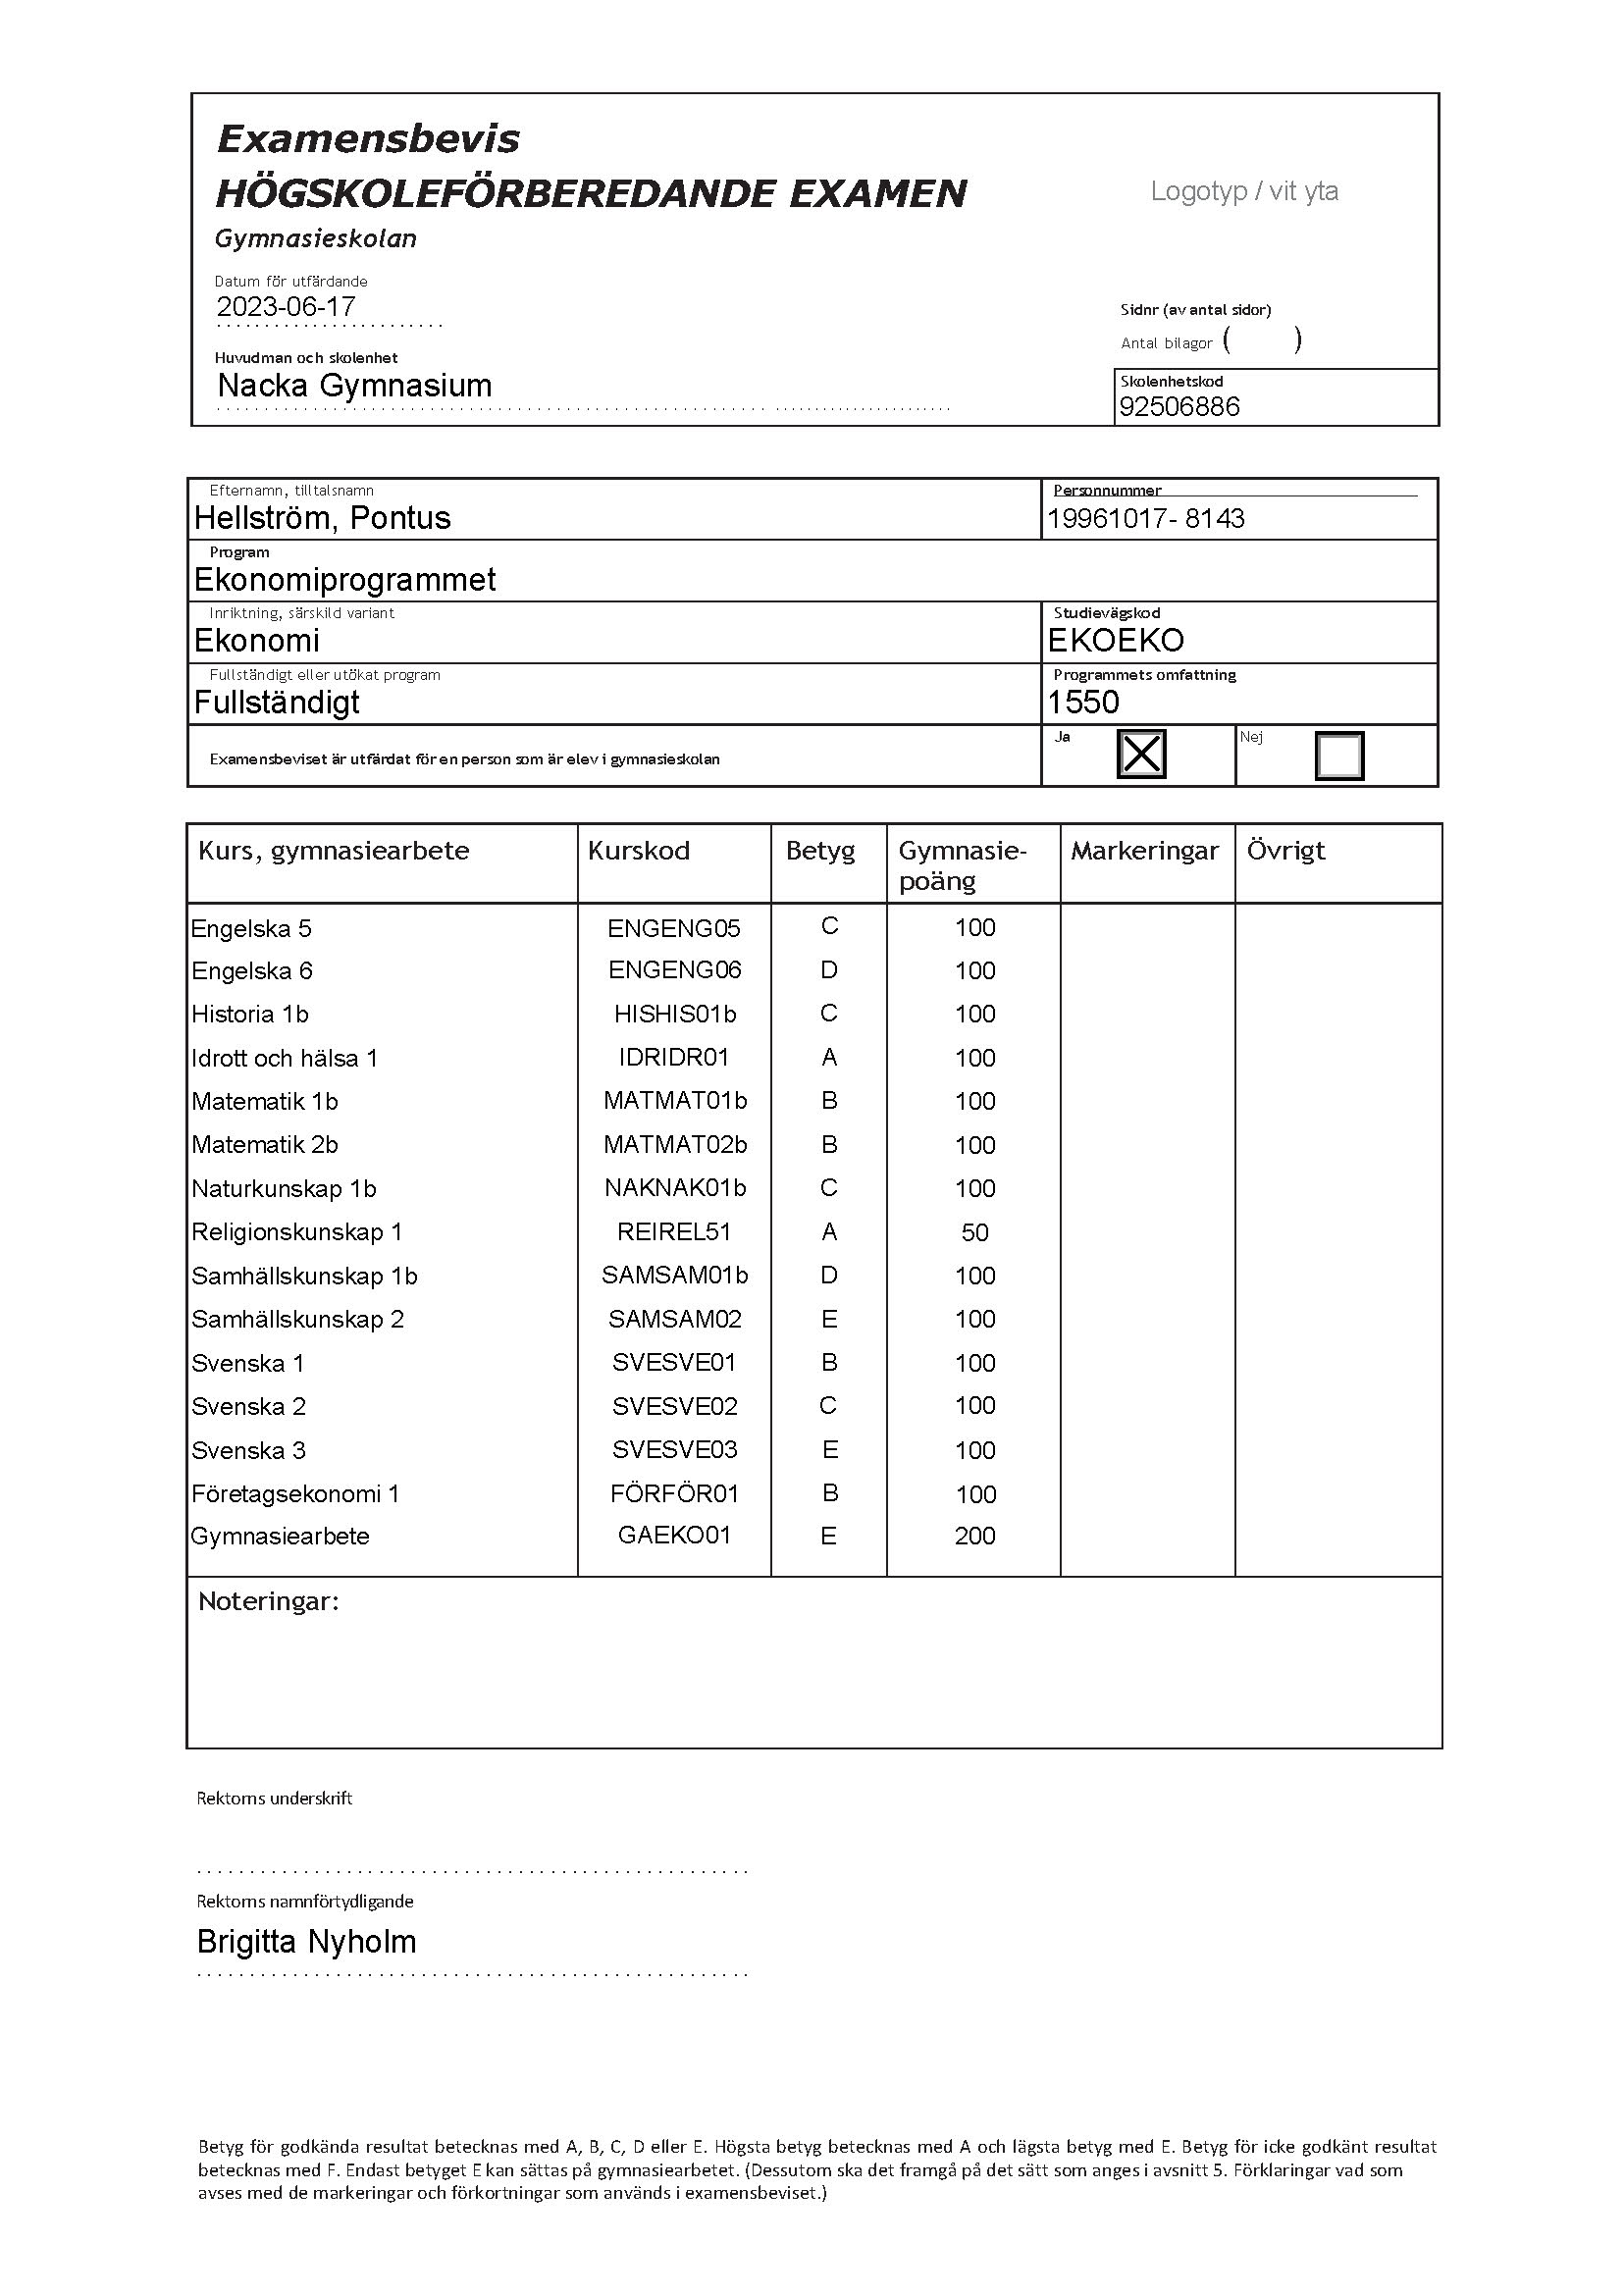 Examensbevis
HÖGSKOLEFÖRBEREDANDE EXAMEN
Logotyp / vit yta
Gymnasieskolan
Datum för utfärdande
2023-06-17
Sidnr (av antal sidor)
Antal bilagor ( )
Huvudman och skolenhet
Nacka Gymnasium
Skolenhetskod
92506886
Efternamn, tilltalsnamn Personnummer
Hellström, Pontus 19961017- 8143
Program
Ekonomiprogrammet
Inriktning, särskild variant Studievägskod
Ekonomi EKOEKO
Fullständigt eller utökat program Programmets omfattning
Fullständigt 1550
Examensbeviset är utfärdat för en person som är elev i gymnasieskolan Ja Nej
Kurs, gymnasiearbete Kurskod Betyg Gymnasie- Markeringar Övrigt
poäng
Engelska 5 ENGENG05 C 100
Engelska 6 ENGENG06 D 100
Historia 1b HISHIS01b C 100
Idrott och hälsa 1 IDRIDR01 A 100
Matematik 1b MATMAT01b B 100
Matematik 2b MATMAT02b B 100
Naturkunskap 1b NAKNAK01b C 100
Religionskunskap 1 REIREL51 A 50
Samhällskunskap 1b SAMSAM01b D 100
Samhällskunskap 2 SAMSAM02 E 100
Svenska 1 SVESVE01 B 100
Svenska 2 SVESVE02 C 100
Svenska 3 SVESVE03 E 100
Företagsekonomi 1 FÖRFÖR01 B 100
Gymnasiearbete GAEKO01 E 200
Noteringar:
Rektorns underskrift
Rektorns namnförtydligande
Brigitta Nyholm
Betyg för godkända resultat betecknas med A, B, C, D eller E. Högsta betyg betecknas med A och lägsta betyg med E. Betyg för icke godkänt resultat
betecknas med F. Endast betyget E kan sättas på gymnasiearbetet. (Dessutom ska det framgå på det sätt som anges i avsnitt 5. Förklaringar vad som
avses med de markeringar och förkortningar som används i examensbeviset.)